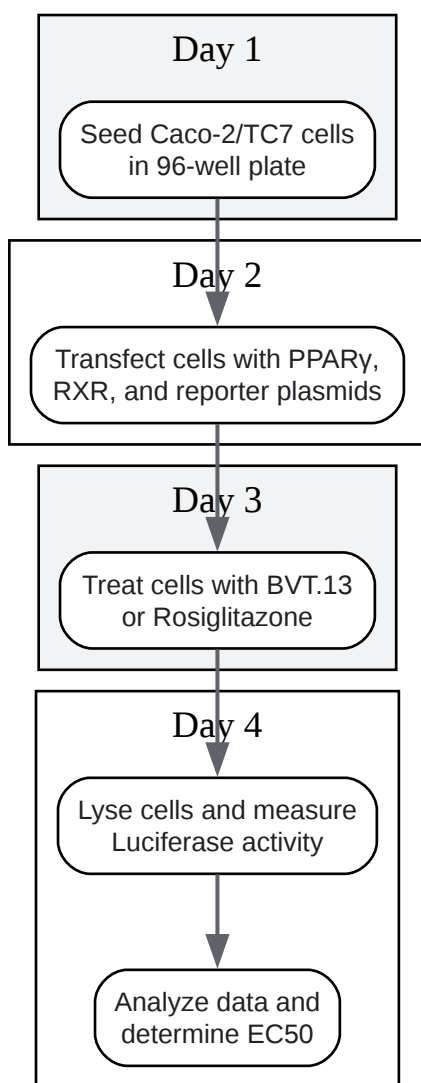 Day 1
Seed Caco-2/TC7 cells
in 96-well plate
Day 2
Transfect cells with PPARγ,
RXR, and reporter plasmids
Day 3
Treat cells with BVT.13
or Rosiglitazone
Day 4
Lyse cells and measure
Luciferase activity
Analyze data and
determine EC50